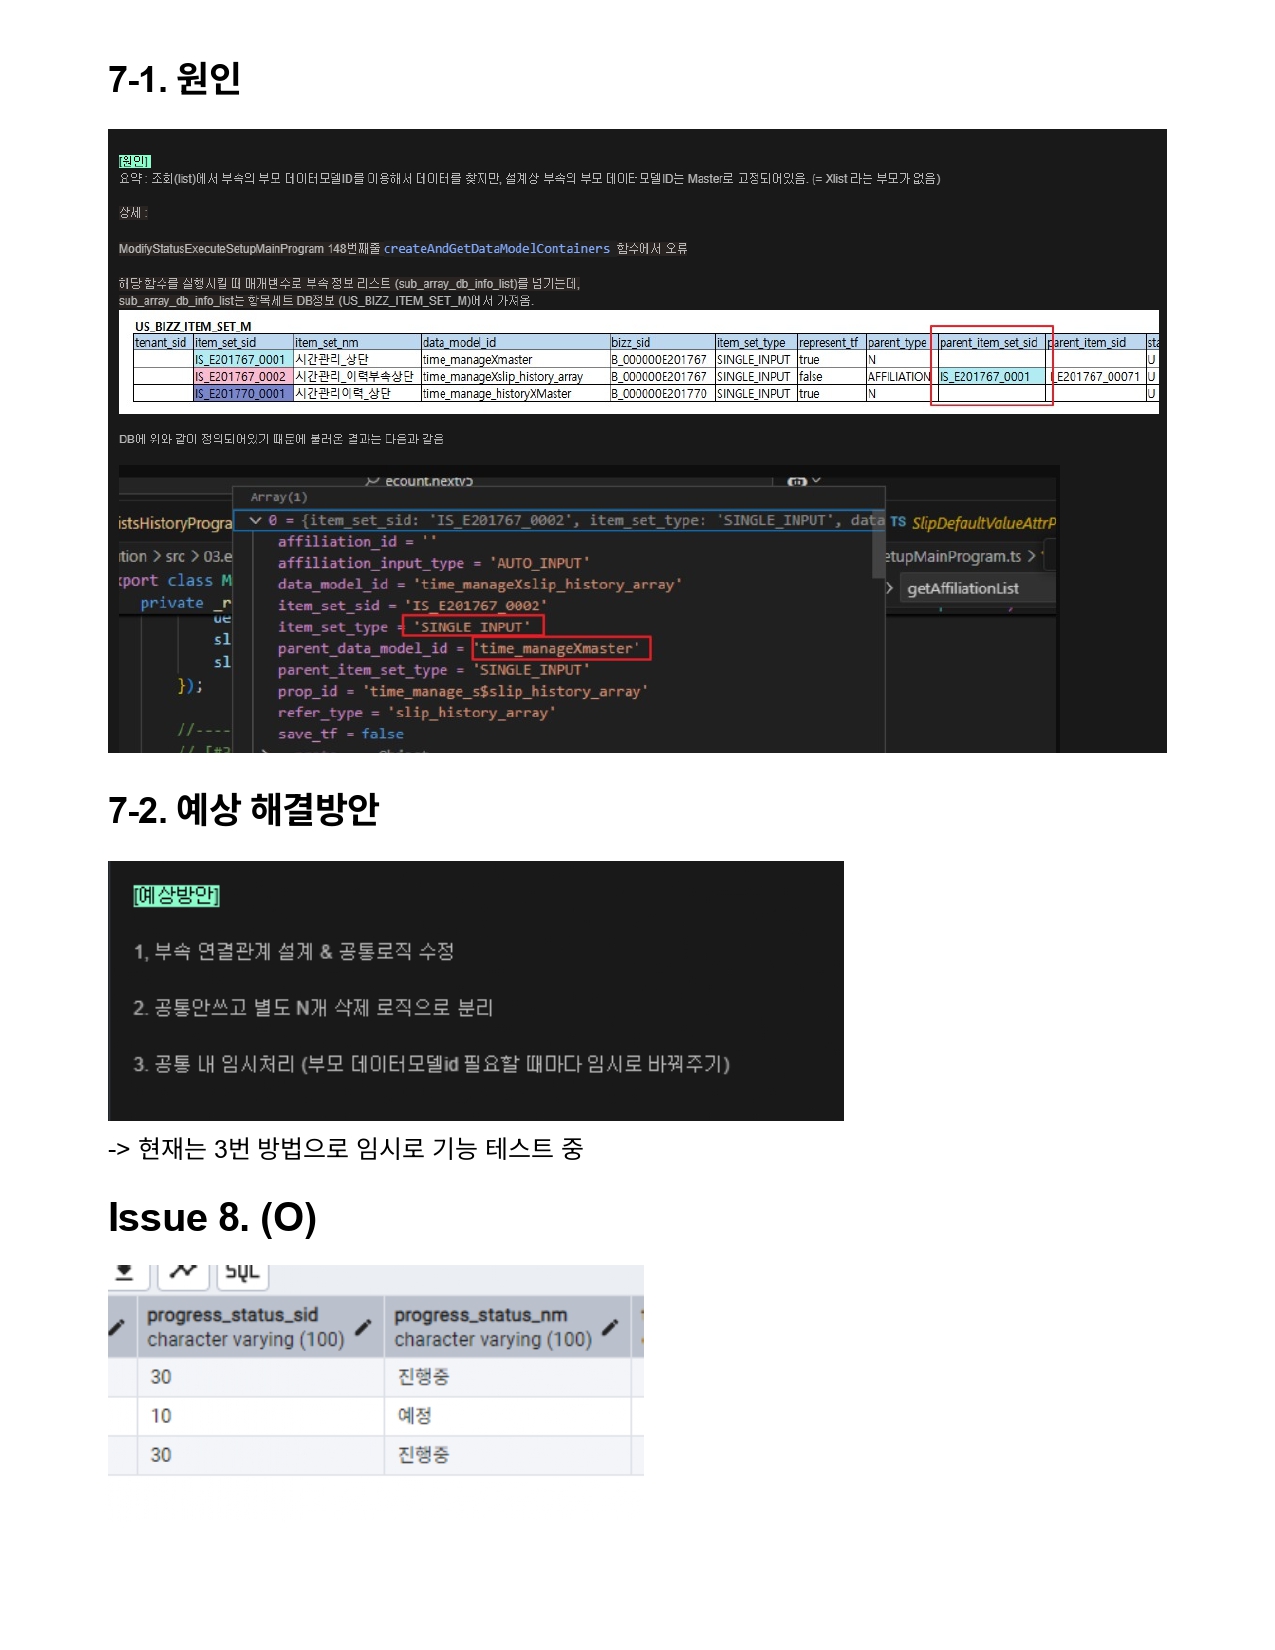 7-1. 원인
[원인]
요약 : 조회(list)에서 부속의 부모 데이터모델ID를 이용해서 데이터를 찾지만, 설계상 부속의 부모 데이터모델ID는 Master로 고정되어있음. (= Xlist 라는 부모가 없음)
상세 :
ModifyStatusExecuteSetupMainProgram 148번째줄 createAndGetDataModelContainers 함수에서 오류
해당 함수를 실행시킬 때 매개변수로 부속 정보 리스트 (sub_array_db_info_list)를 넘기는데,
sub_array_db_info_list는 항목세트 DB정보 (US_BIZZ_ITEM_SET_M)에서 가져옴.
US_BIZZ_ITEM_SET_M
tenant_sid item_set_sid item_set_nm data_model_id bizz_sid item_set_type represent_tf parent_type parent_item_set_sid parent_item_sid sta
IS_E201767_0001 시간관리_상단 time_manageXmaster B_000000E201767 SINGLE_INPUT true N U
IS_E201767_0002 시간관리_이력부속상단 time_manageXslip_history_array B_000000E201767 SINGLE_INPUT false AFFILIATION IS_E201767_0001 I_E201767_00071 U
IS_E201770_0001 시간관리이력_상단 time_manage_historyXMaster B_000000E201770 SINGLE_INPUT true N U
DB에 위와 같이 정의되어있기 때문에 불러온 결과는 다음과 같음
ecount.nextv5
Array(1)
istsHistoryProgra 0 = {item_set_sid: 'IS_E201767_0002', item_set_type: 'SINGLE_INPUT', data TS SlipDefaultValueAttrP
affiliation_id = ''
tion > src > 03.e affiliation_input_type = 'AUTO_INPUT' etupMainProgram.ts >
xport class M data_model_id = 'time_manageXslip_history_array' getAffiliationList
private _r item_set_sid = 'IS_E201767_0002'
de item_set_type = 'SINGLE_INPUT'
sl parent_data_model_id = 'time_manageXmaster'
sl parent_item_set_type = 'SINGLE_INPUT'
}); prop_id = 'time_manage_s$slip_history_array'
refer_type = 'slip_history_array'
//---- save_tf = false
7-2. 예상 해결방안
[예상방안]
1, 부속 연결관계 설계 & 공통로직 수정
2. 공통안쓰고 별도 N개 삭제 로직으로 분리
3. 공통 내 임시처리 (부모 데이터모델id 필요할 때마다 임시로 바꿔주기)
-> 현재는 3번 방법으로 임시로 기능 테스트 중
Issue 8. (O)
SQL
progress_status_sid progress_status_nm
character varying (100) character varying (100)
30 진행중
10 예정
30 진행중